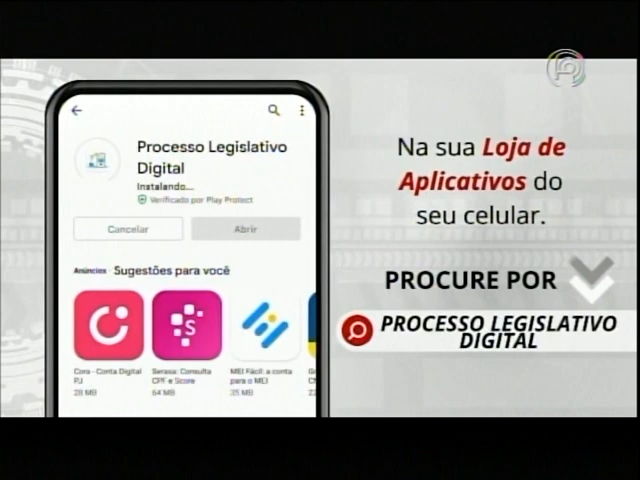 Processo Legislativo
Digital
Instalando...
Verificado por Play Protect
Cancelar
Abrir
Anúncios · Sugestões para você
Cora - Conta Digital
PJ
28 MB
Serasa: Consulta
CPF e Score
64 MB
MEI Fácil: a conta
para o MEI
35 MB
Na sua Loja de
Aplicativos do
seu celular.
PROCURE POR
PROCESSO LEGISLATIVO
DIGITAL